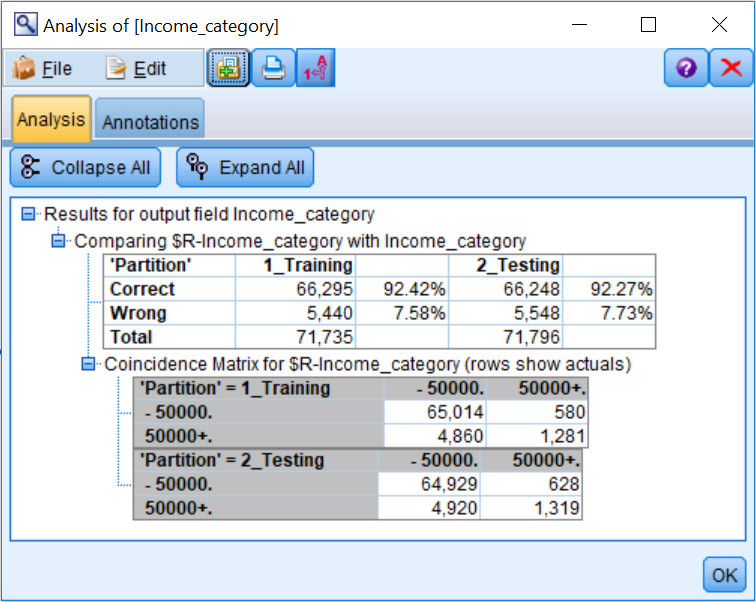 Analysis of [Income_category]
File Edit
Analysis Annotations
Collapse All Expand All
Results for output field Income_category
Comparing $R-Income_category with Income_category
'Partition' 1_Training 2_Testing
Correct 66,295 92.42% 66,248 92.27%
Wrong 5,440 7.58% 5,548 7.73%
Total 71,735 71,796
Coincidence Matrix for $R-Income_category (rows show actuals)
'Partition' = 1_Training - 50000. 50000+.
- 50000. 65,014 580
50000+. 4,860 1,281
'Partition' = 2_Testing - 50000. 50000+.
- 50000. 64,929 628
50000+. 4,920 1,319
OK